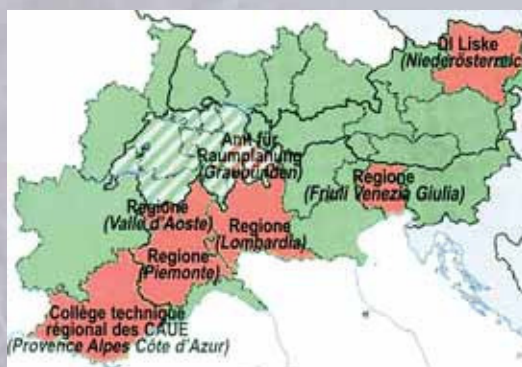 DI Liske
(Niederösterreic
Amt für
Raumplanung
(Graubünden)
Regione
(Friuli Venezia Giulia)
Regione
(Valle d'Aoste)
Regione
(Lombardia)
Regione
(Piemonte)
Collège technique
régional des CAUE
(Provence Alpes Côte d'Azur)